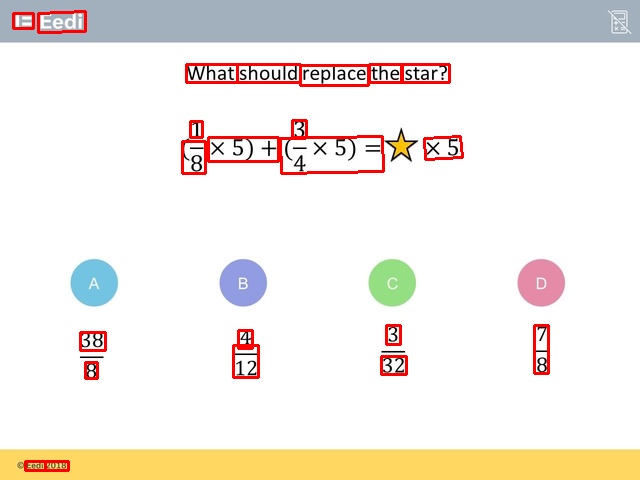 Eedi
What should replace the star?
(1/8 × 5) + (3/4 × 5) = ★ × 5
A B C D
38/8 4/12 3/32 7/8
© Eedi 2018